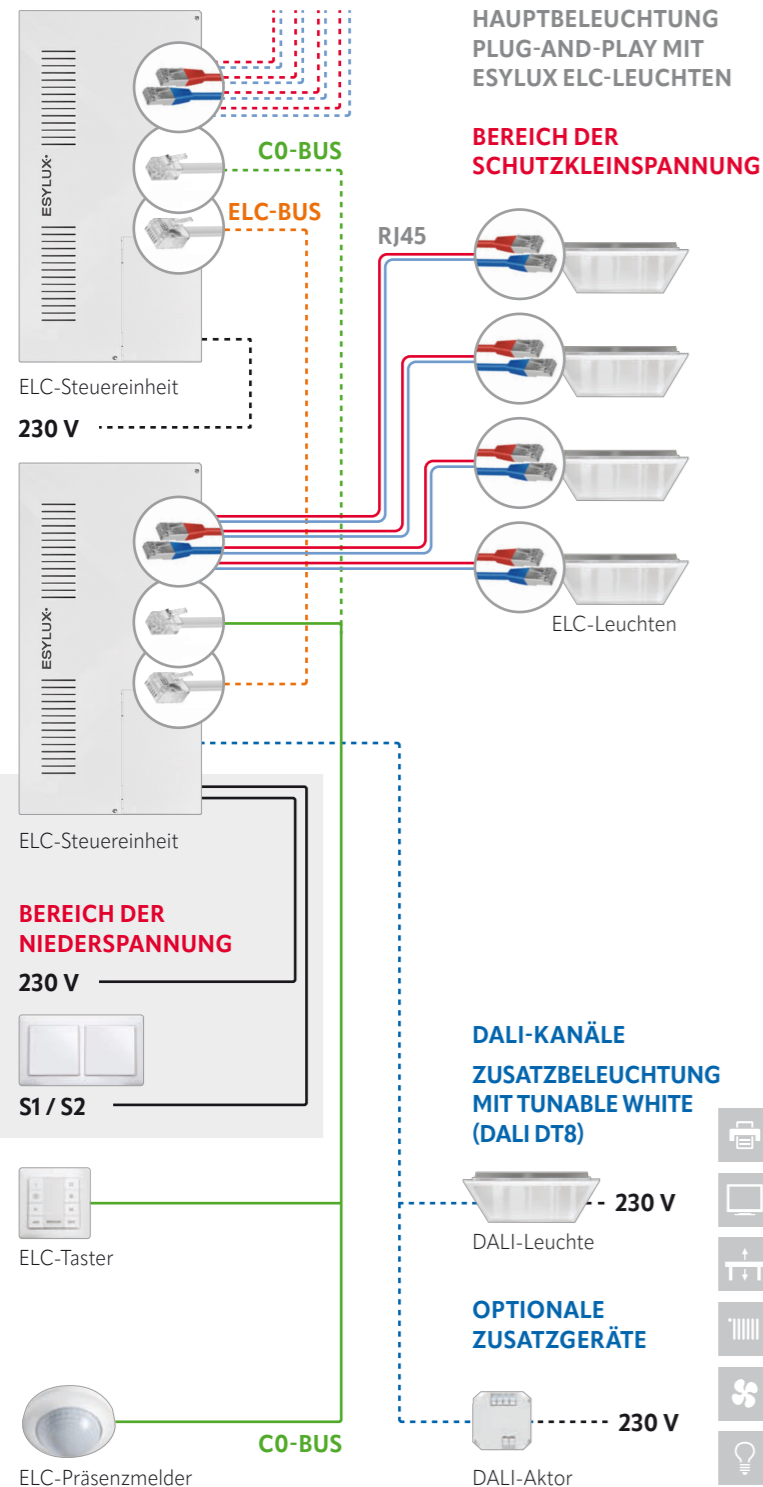 HAUPTBELEUCHTUNG
PLUG-AND-PLAY MIT
ESYLUX ELC-LEUCHTEN
BEREICH DER
SCHUTZKLEINSPANNUNG
C0-BUS
ELC-BUS
RJ45
ESYLUX
ELC-Steuereinheit
230 V
ESYLUX
ELC-Leuchten
ELC-Steuereinheit
BEREICH DER
NIEDERSPANNUNG
230 V
S1 / S2
DALI-KANÄLE
ZUSATZBELEUCHTUNG
MIT TUNABLE WHITE
(DALI DT8)
230 V
DALI-Leuchte
ELC-Taster
OPTIONALE
ZUSATZGERÄTE
230 V
C0-BUS
ELC-Präsenzmelder
DALI-Aktor